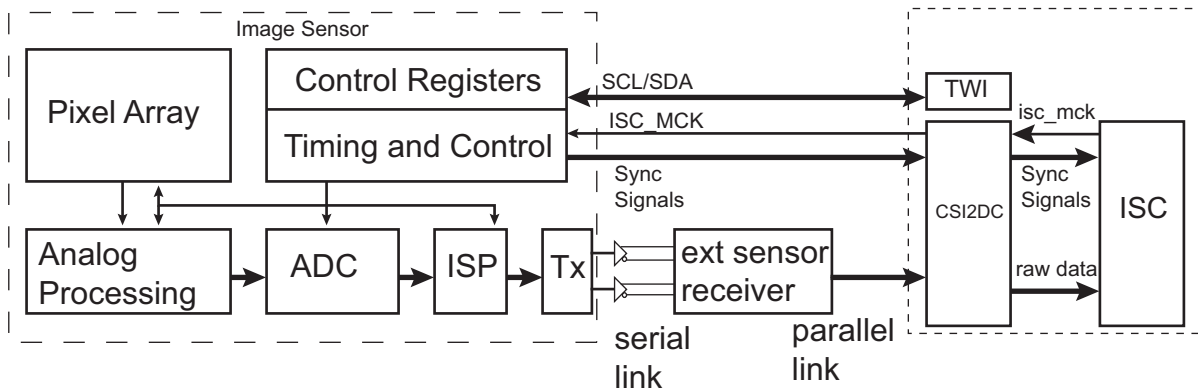 Image Sensor
Pixel Array
Control Registers
Timing and Control
SCL/SDA
ISC_MCK
Sync
Signals
TWI
isc_mck
CSI2DC
Sync
Signals
ISC
raw data
Analog
Processing
ADC
ISP
Tx
ext sensor
receiver
serial
link
parallel
link